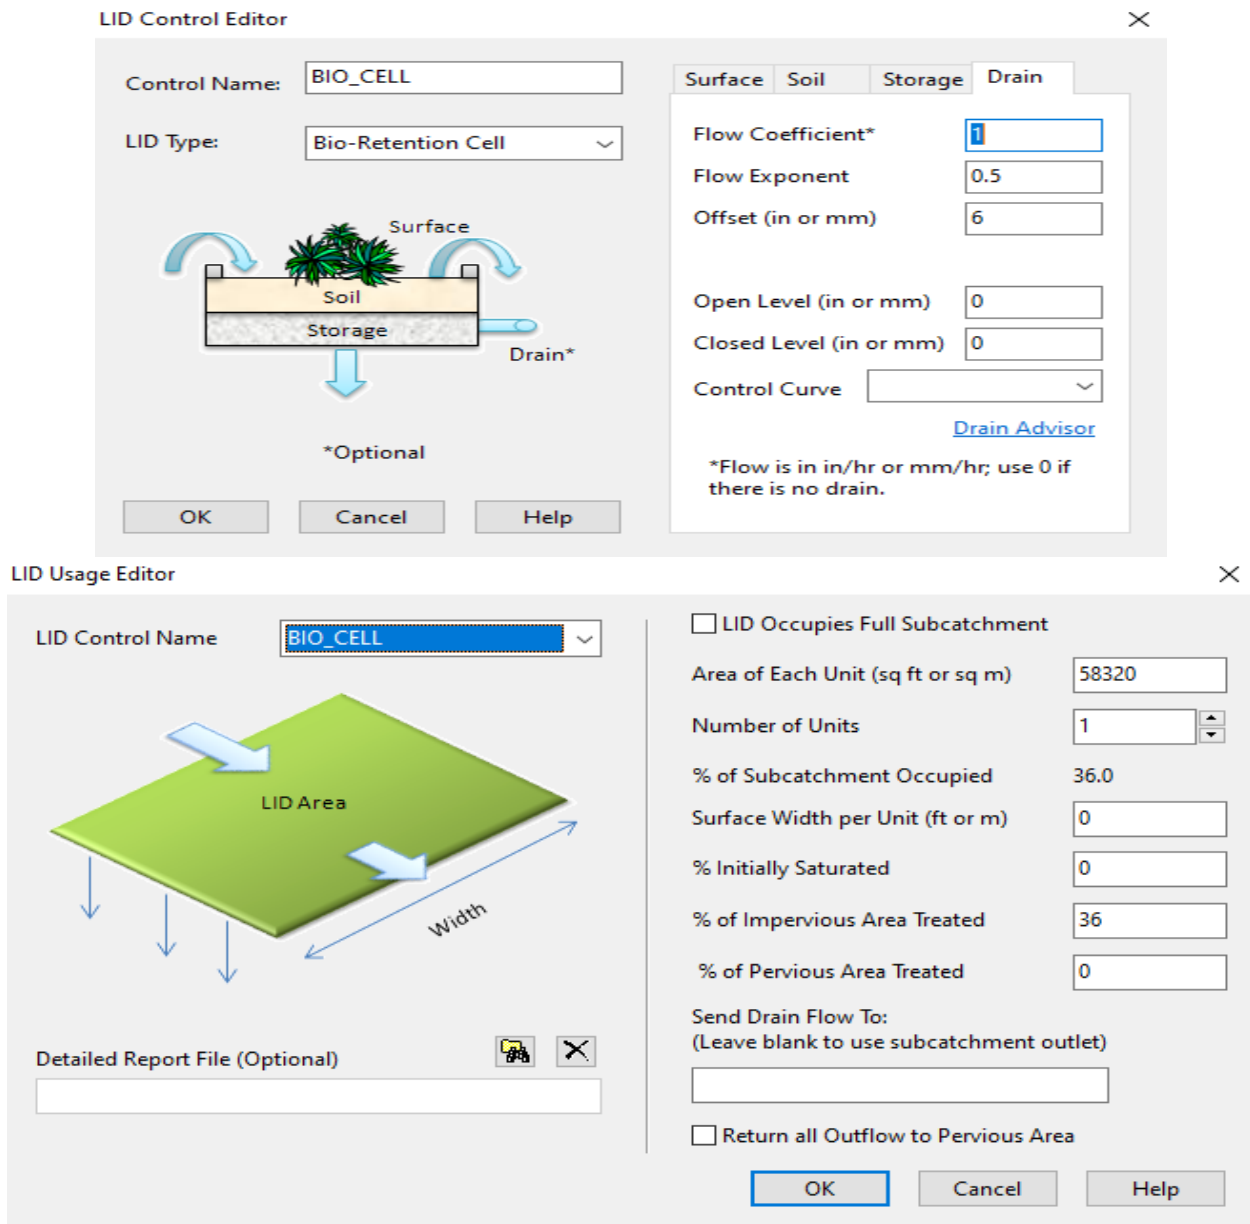 LID Control Editor
Control Name: BIO_CELL
LID Type: Bio-Retention Cell
Surface
Soil
Storage
Drain*
*Optional
OK Cancel Help
Surface Soil Storage Drain
Flow Coefficient* 1
Flow Exponent 0.5
Offset (in or mm) 6
Open Level (in or mm) 0
Closed Level (in or mm) 0
Control Curve
Drain Advisor
*Flow is in in/hr or mm/hr; use 0 if
there is no drain.
LID Usage Editor
LID Control Name BIO_CELL
LID Area
Width
Detailed Report File (Optional)
LID Occupies Full Subcatchment
Area of Each Unit (sq ft or sq m) 58320
Number of Units 1
% of Subcatchment Occupied 36.0
Surface Width per Unit (ft or m) 0
% Initially Saturated 0
% of Impervious Area Treated 36
% of Pervious Area Treated 0
Send Drain Flow To:
(Leave blank to use subcatchment outlet)
Return all Outflow to Pervious Area
OK Cancel Help